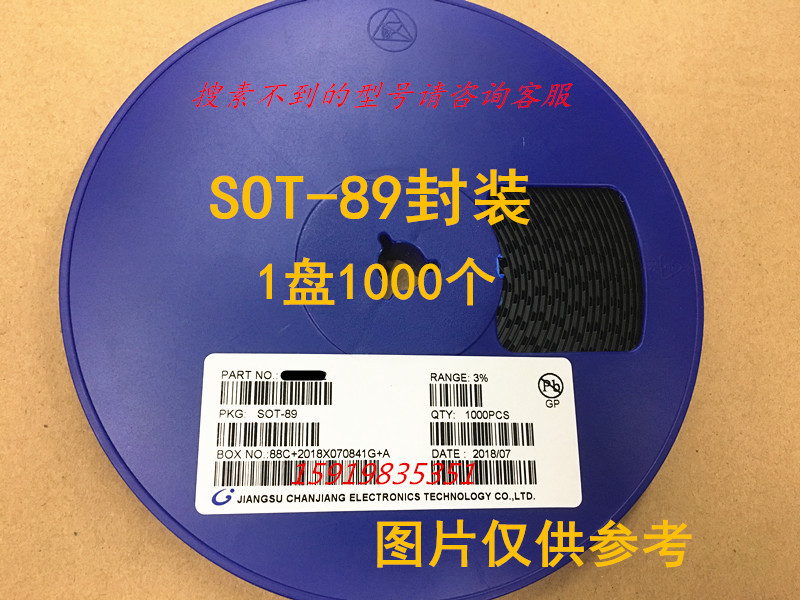 搜素不到的型号请咨询客服
SOT-89封装
1盘1000个
PART NO.:
RANGE: 3%
Pb
GP
PKG: SOT-89
QTY: 1000PCS
BOX NO.:88C+2018X070841G+A
DATE : 2018/07
15919835351
JIANGSU CHANJIANG ELECTRONICS TECHNOLOGY CO.,LTD.
图片仅供参考